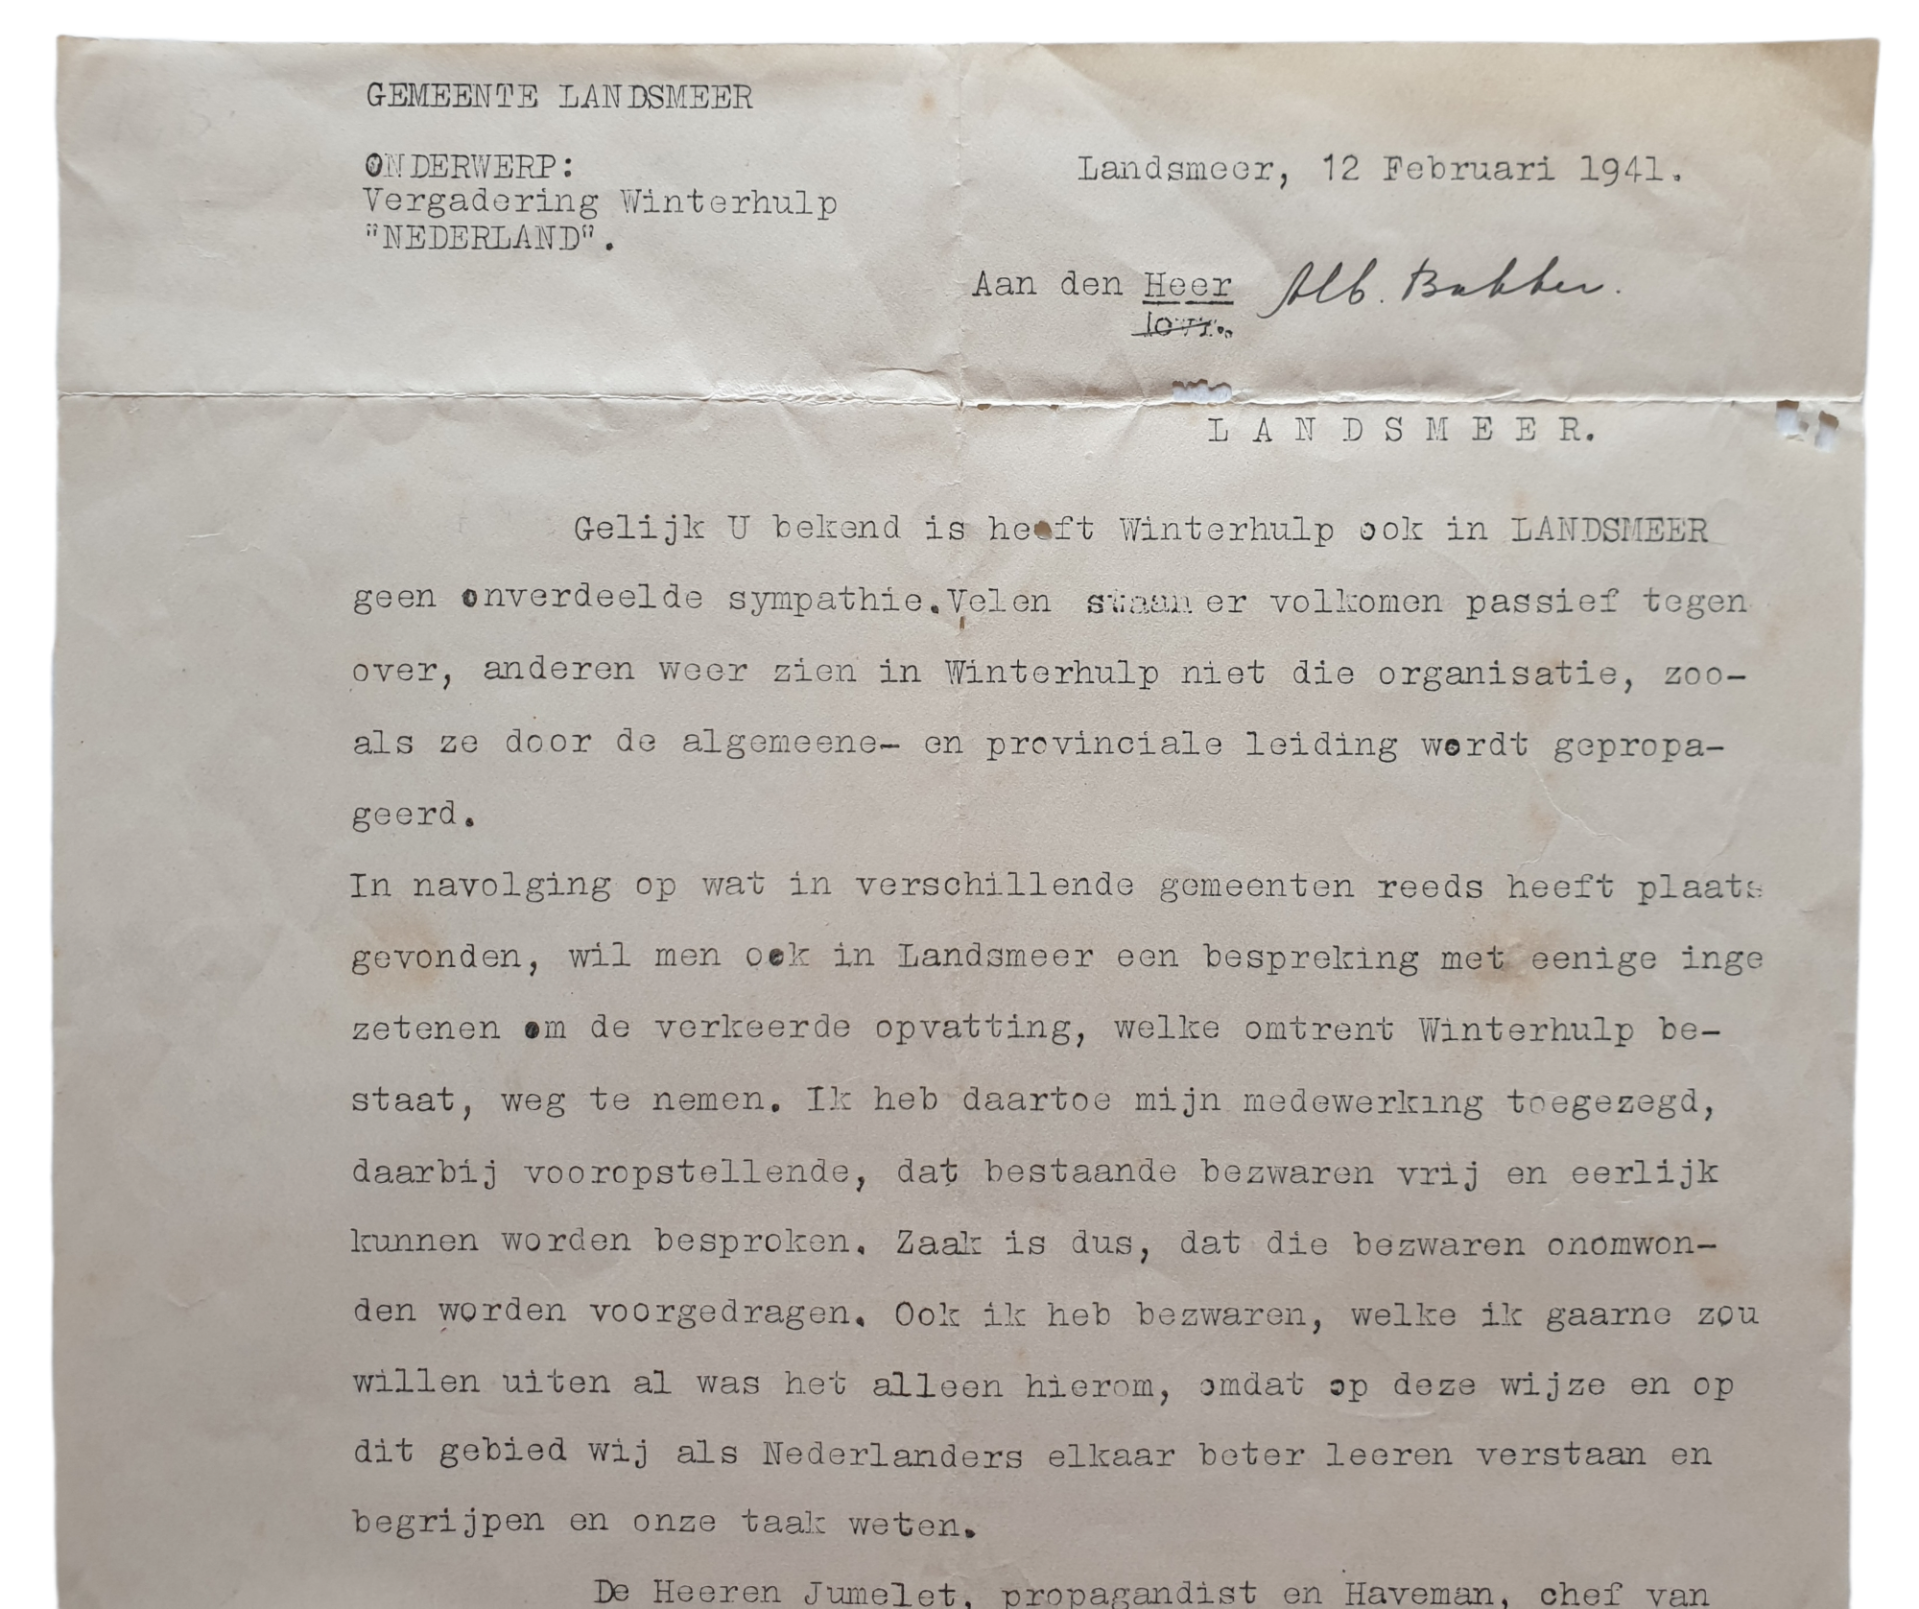 GEMEENTE LANDSMEER
ONDERWERP:
Vergadering Winterhulp
"NEDERLAND".
Landsmeer, 12 Februari 1941.
Aan den Heer Alb. Bakker.
L A N D S M E E R.
Gelijk U bekend is heeft Winterhulp ook in LANDSMEER
geen onverdeelde sympathie.Velen staan er volkomen passief tegen
over, anderen weer zien in Winterhulp niet die organisatie, zoo-
als ze door de algemeene- en provinciale leiding wordt gepropa-
geerd.
In navolging op wat in verschillende gemeenten reeds heeft plaats
gevonden, wil men ook in Landsmeer een bespreking met eenige inge
zetenen om de verkeerde opvatting, welke omtrent Winterhulp be-
staat, weg te nemen. Ik heb daartoe mijn medewerking toegezegd,
daarbij vooropstellende, dat bestaande bezwaren vrij en eerlijk
kunnen worden besproken. Zaak is dus, dat die bezwaren onomwon-
den worden voorgedragen. Ook ik heb bezwaren, welke ik gaarne zou
willen uiten al was het alleen hierom, omdat op deze wijze en op
dit gebied wij als Nederlanders elkaar beter leeren verstaan en
begrijpen en onze taak weten.
De Heeren Jumelet, propagandist en Haveman, chef van